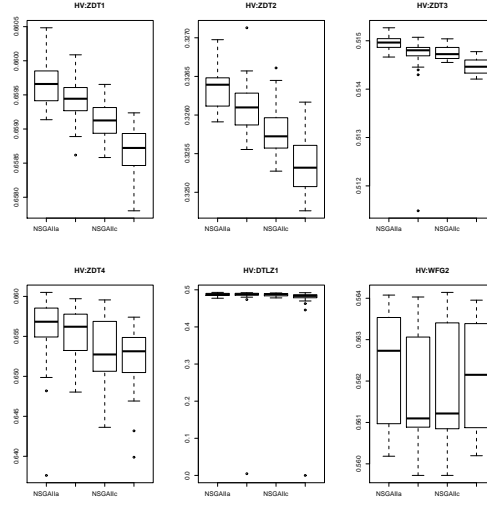 HV:ZDT1
0.6605
0.6600
0.6595
0.6590
0.6585
0.6580
NSGAIIa NSGAIIc
HV:ZDT2
0.3270
0.3265
0.3260
0.3255
0.3250
NSGAIIa NSGAIIc
HV:ZDT3
0.515
0.514
0.513
0.512
NSGAIIa NSGAIIc
HV:ZDT4
0.660
0.655
0.650
0.645
0.640
NSGAIIa NSGAIIc
HV:DTLZ1
0.5
0.4
0.3
0.2
0.1
0.0
NSGAIIa NSGAIIc
HV:WFG2
0.564
0.563
0.562
0.561
0.560
NSGAIIa NSGAIIc